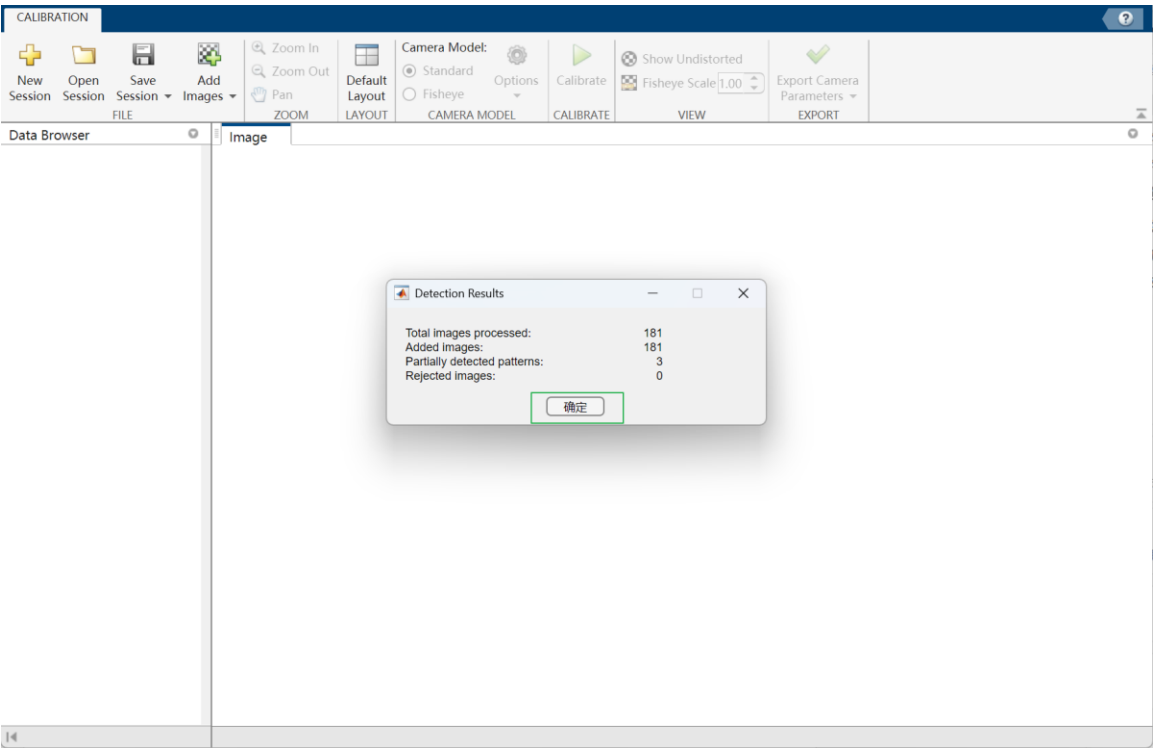 CALIBRATION
?
New Session
Open Session
Save Session
Add Images
FILE
Zoom In
Zoom Out
Pan
ZOOM
Default Layout
LAYOUT
Camera Model:
Standard
Fisheye
Options
CAMERA MODEL
Calibrate
CALIBRATE
Show Undistorted
Fisheye Scale 1.00
VIEW
Export Camera Parameters
EXPORT
Data Browser
Image
Detection Results
Total images processed: 181
Added images: 181
Partially detected patterns: 3
Rejected images: 0
确定